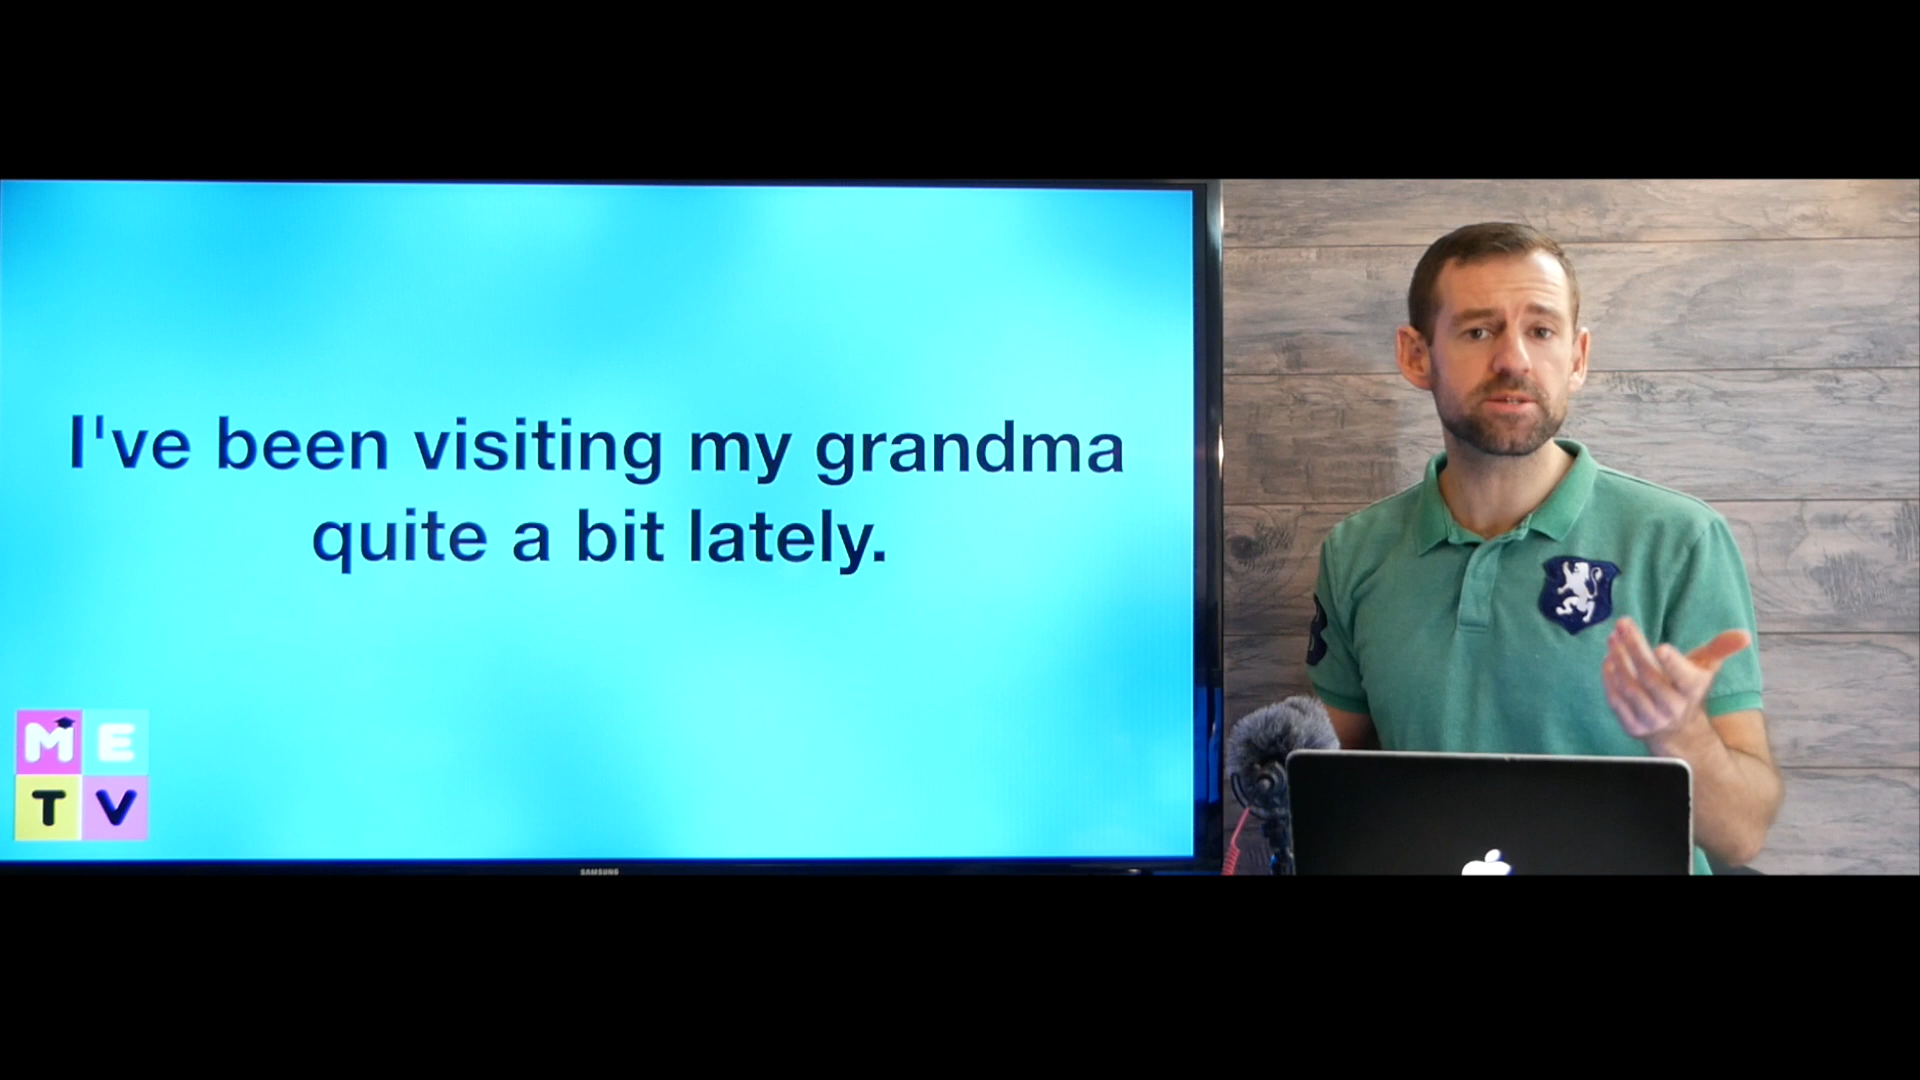 I've been visiting my grandma
quite a bit lately.
M E
T V
SAMSUNG